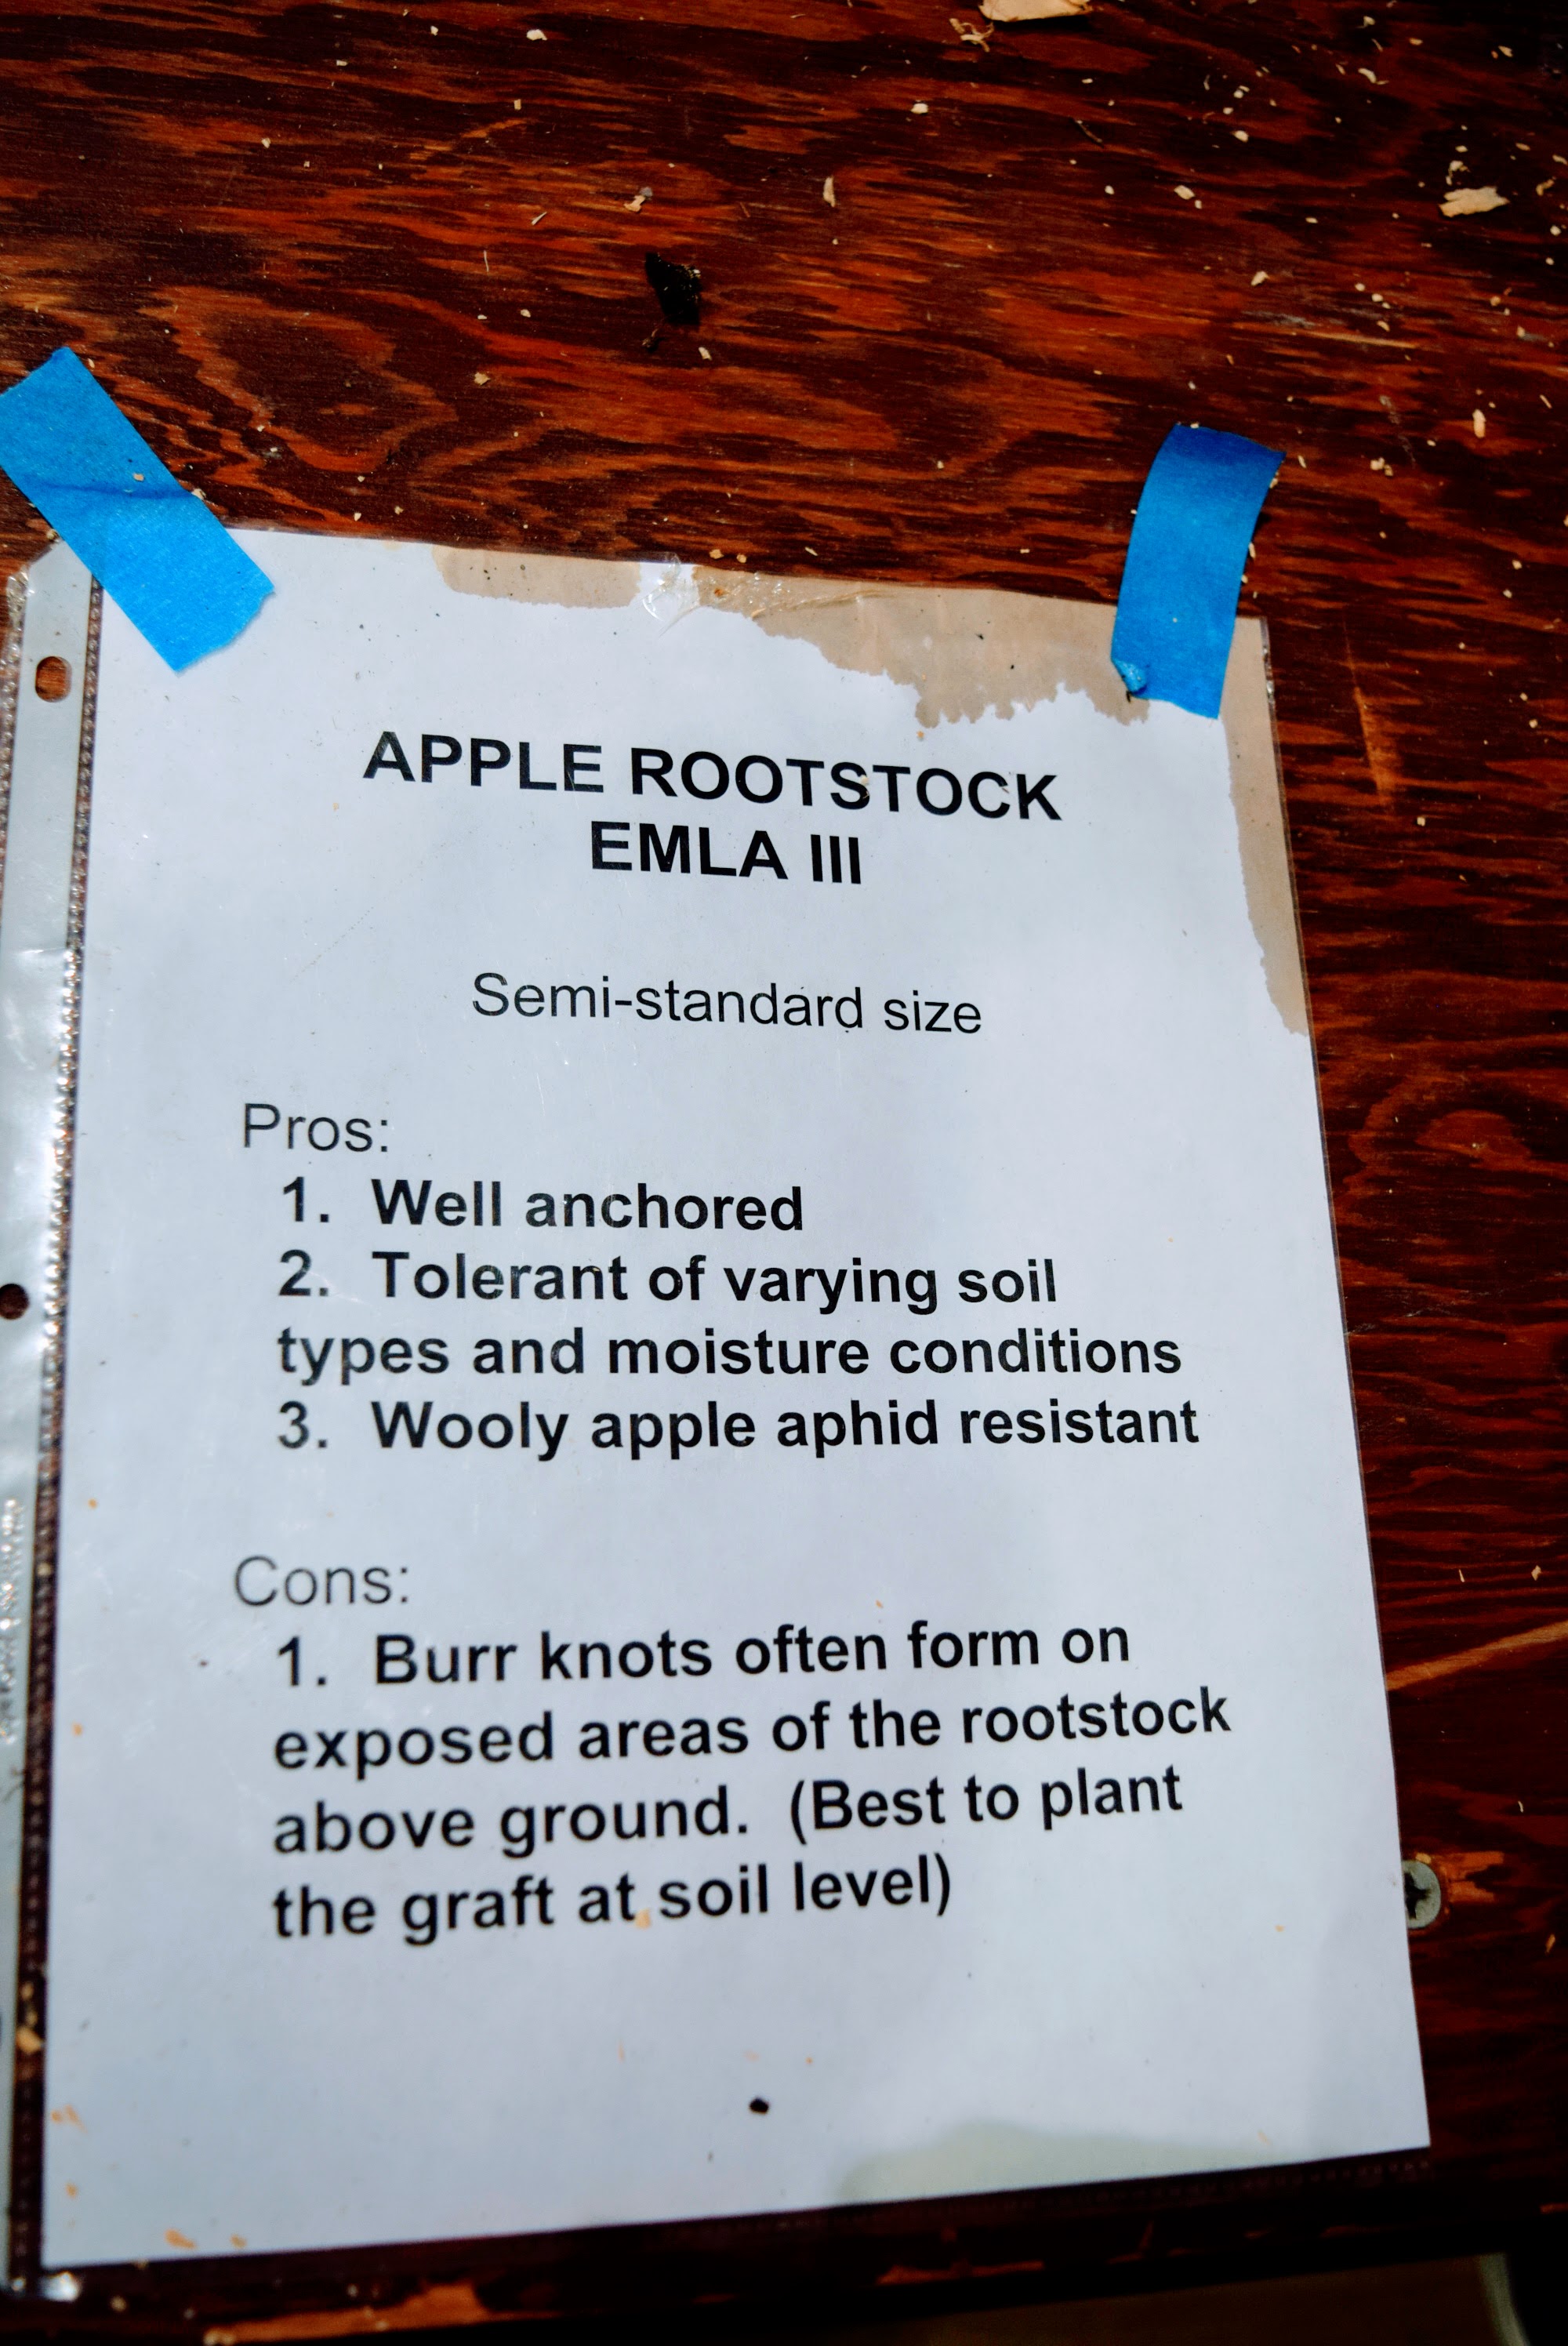 APPLE ROOTSTOCK
EMLA III
Semi-standard size
Pros:
1. Well anchored
2. Tolerant of varying soil
types and moisture conditions
3. Wooly apple aphid resistant
Cons:
1. Burr knots often form on
exposed areas of the rootstock
above ground. (Best to plant
the graft at soil level)